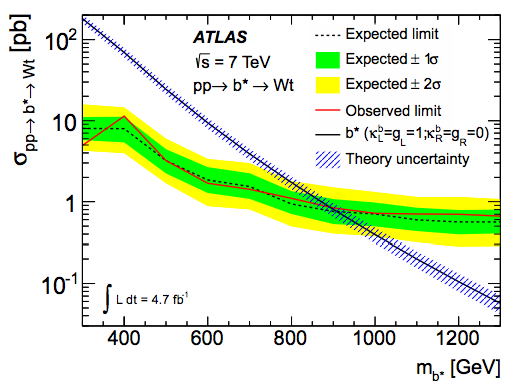 σ pp→ b*→ Wt [pb]
10²
10
1
10⁻¹
ATLAS
√s = 7 TeV
pp→ b* → Wt
Expected limit
Expected ± 1σ
Expected ± 2σ
Observed limit
b* (κ_L^b=g_L=1;κ_R^b=g_R=0)
Theory uncertainty
∫ L dt = 4.7 fb⁻¹
400 600 800 1000 1200
m_b* [GeV]